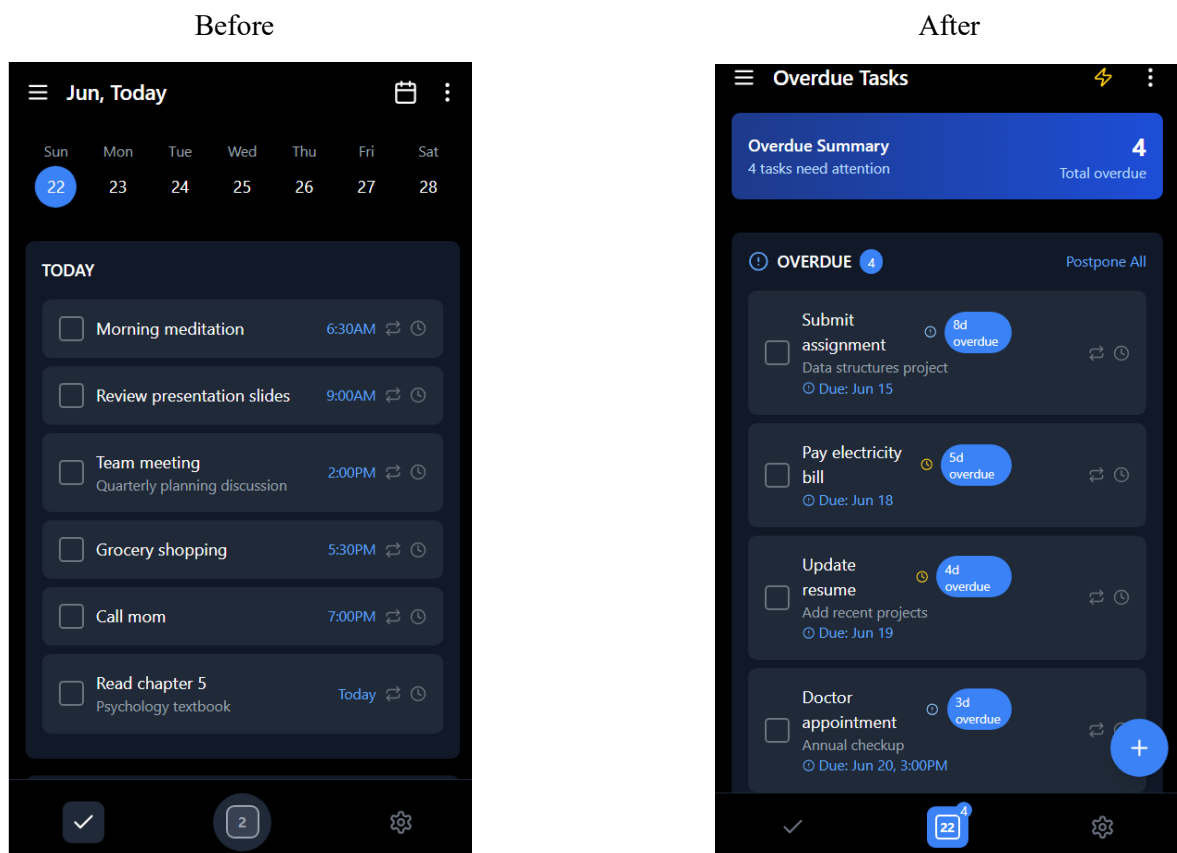 Before
Jun, Today
Sun Mon Tue Wed Thu Fri Sat
22 23 24 25 26 27 28
TODAY
Morning meditation 6:30AM
Review presentation slides 9:00AM
Team meeting
Quarterly planning discussion
2:00PM
Grocery shopping 5:30PM
Call mom 7:00PM
Read chapter 5
Psychology textbook
Today
2
After
Overdue Tasks
Overdue Summary
4 tasks need attention
4
Total overdue
OVERDUE 4 Postpone All
Submit
assignment
8d
overdue
Data structures project
Due: Jun 15
Pay electricity
bill
5d
overdue
Due: Jun 18
Update
resume
4d
overdue
Add recent projects
Due: Jun 19
Doctor
appointment
3d
overdue
Annual checkup
Due: Jun 20, 3:00PM
+
22
4